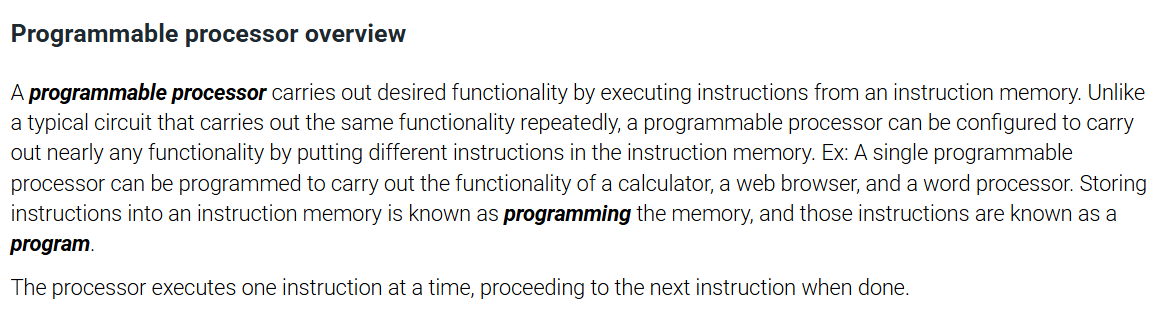 Programmable processor overview
A programmable processor carries out desired functionality by executing instructions from an instruction memory. Unlike
a typical circuit that carries out the same functionality repeatedly, a programmable processor can be configured to carry
out nearly any functionality by putting different instructions in the instruction memory. Ex: A single programmable
processor can be programmed to carry out the functionality of a calculator, a web browser, and a word processor. Storing
instructions into an instruction memory is known as programming the memory, and those instructions are known as a
program.
The processor executes one instruction at a time, proceeding to the next instruction when done.